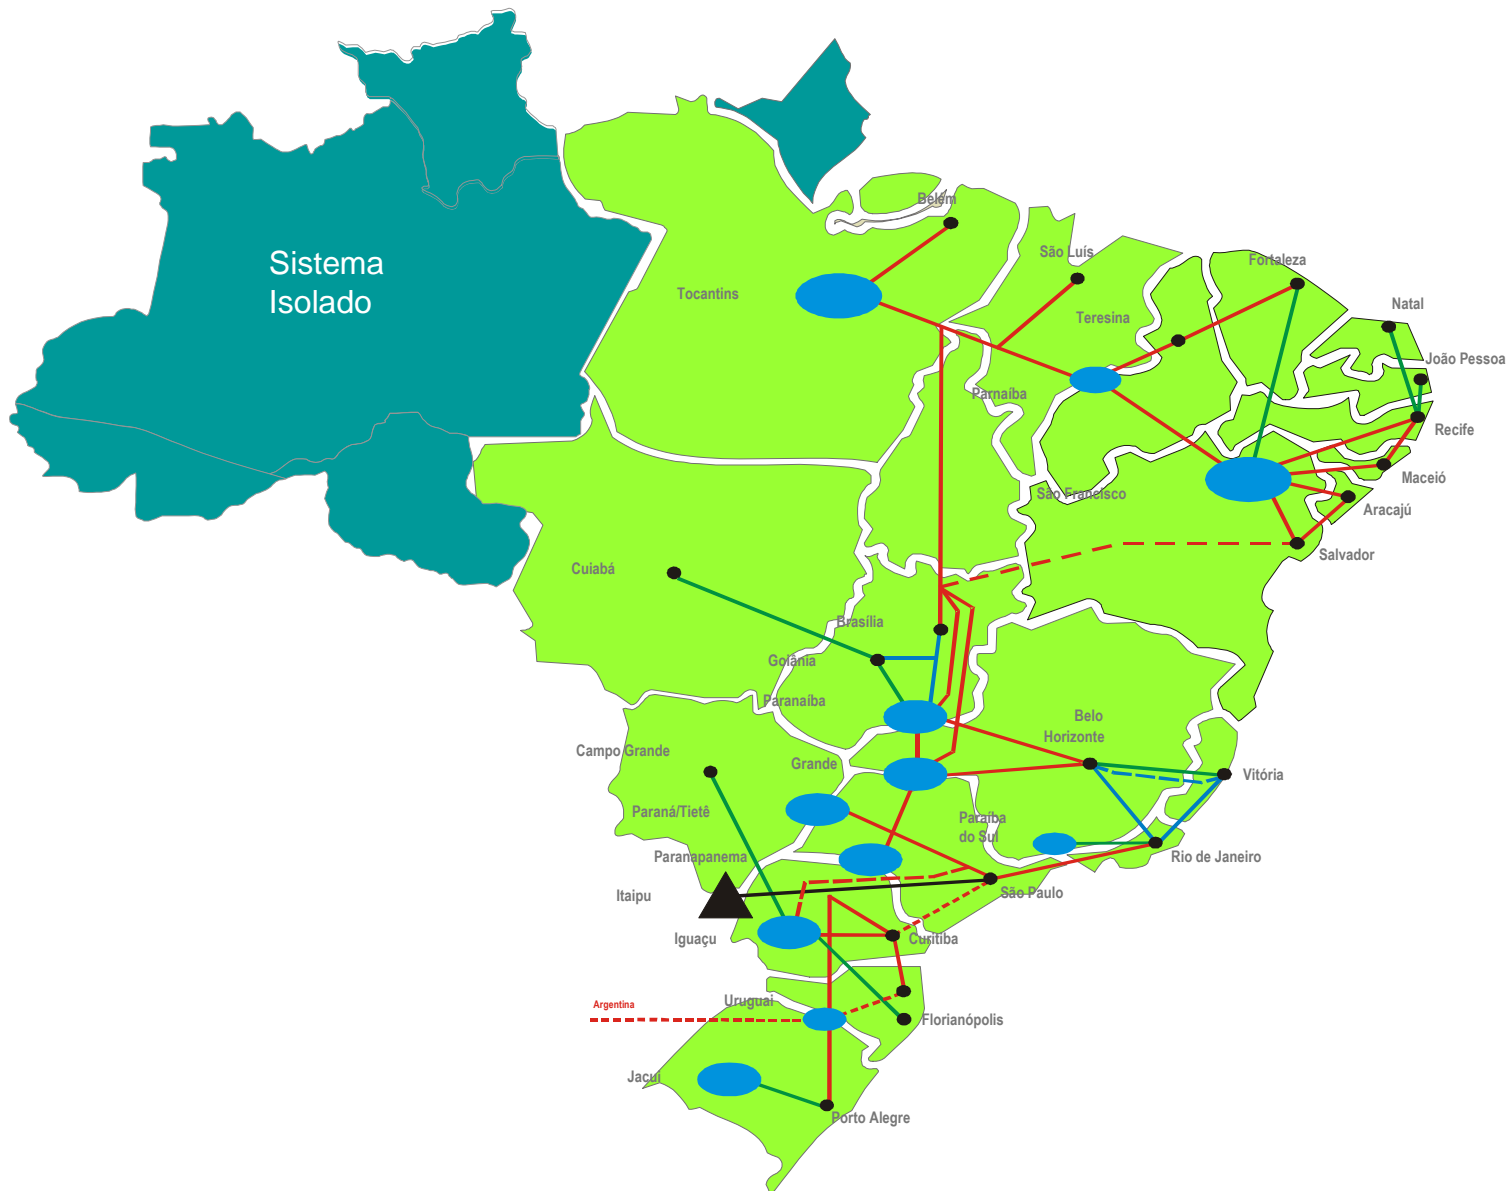 Belém
São Luís
Fortaleza
Sistema
Isolado
Tocantins
Natal
Teresina
João Pessoa
Parnaíba
Recife
Maceió
São Francisco
Aracajú
Salvador
Cuiabá
Brasília
Goiânia
Paranaíba
Belo
Horizonte
Campo Grande
Grande
Vitória
Paraná/Tietê
Paraíba
do Sul
Paranapanema
Rio de Janeiro
Itaipu
São Paulo
Iguaçu
Curitiba
Uruguai
Argentina
Florianópolis
Jacui
Porto Alegre